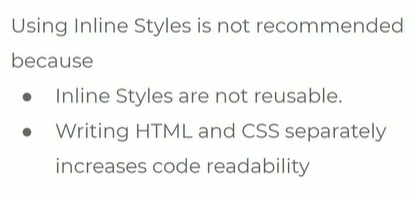 Using Inline Styles is not recommended
because
● Inline Styles are not reusable.
● Writing HTML and CSS separately
increases code readability